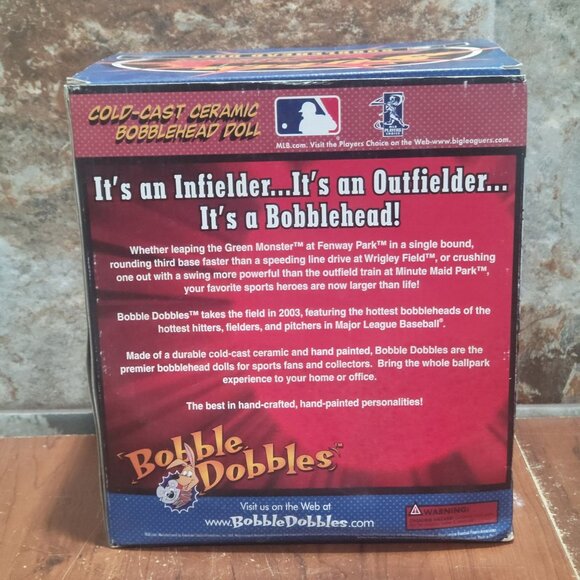 COLD-CAST CERAMIC
BOBBLEHEAD DOLL
MLB.com. Visit the Players Choice on the Web-www.bigleaguers.com.
It's an Infielder...It's an Outfielder...
It's a Bobblehead!
Whether leaping the Green Monster™ at Fenway Park™ in a single bound,
rounding third base faster than a speeding line drive at Wrigley Field™, or crushing
one out with a swing more powerful than the outfield train at Minute Maid Park™,
your favorite sports heroes are now larger than life!
Bobble Dobbles™ takes the field in 2003, featuring the hottest bobbleheads of the
hottest hitters, fielders, and pitchers in Major League Baseball®.
Made of a durable cold-cast ceramic and hand painted, Bobble Dobbles are the
premier bobblehead dolls for sports fans and collectors. Bring the whole ballpark
experience to your home or office.
The best in hand-crafted, hand-painted personalities!
Bobble
Dobbles™
Visit us on the Web at
www.BobbleDobbles.com
WARNING: